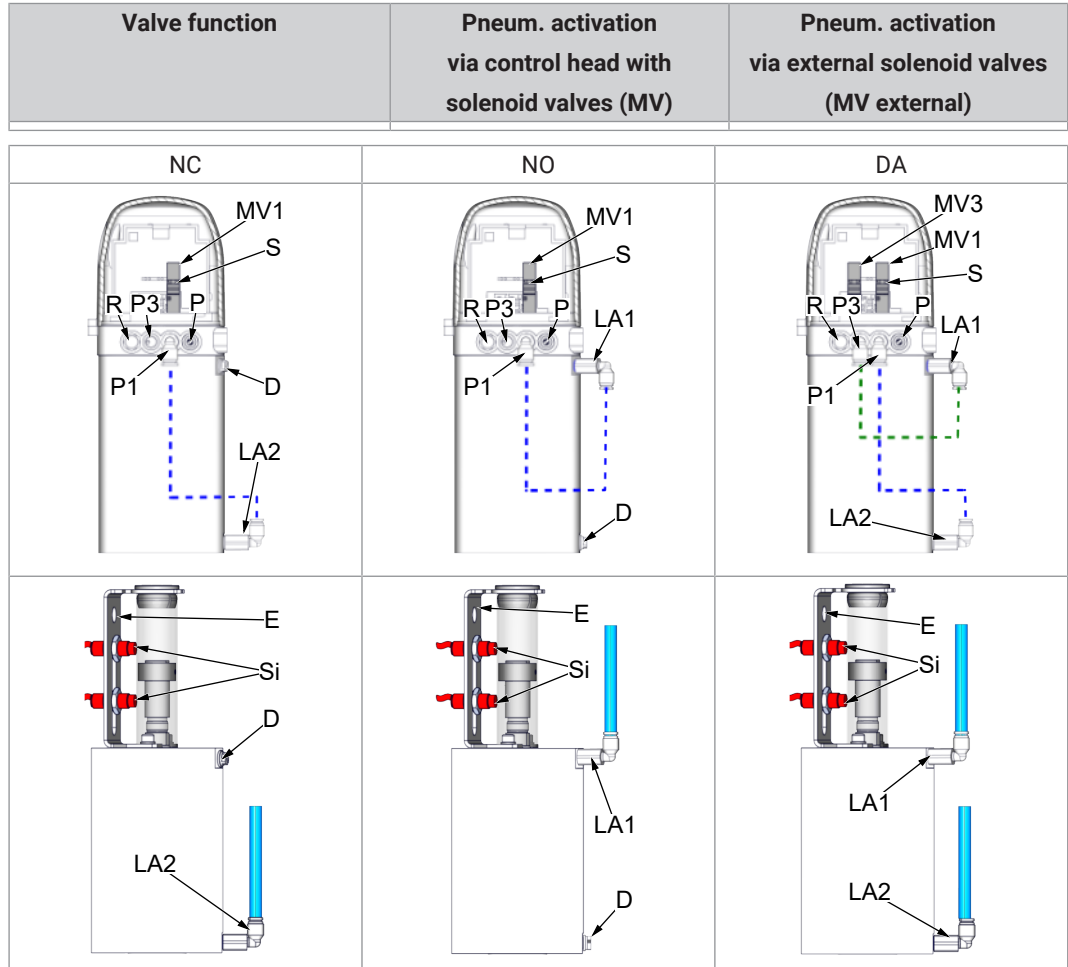 Valve function
Pneum. activation
via control head with
solenoid valves (MV)
Pneum. activation
via external solenoid valves
(MV external)
NC
NO
DA
MV1
S
R P3 P
P1
D
LA2
MV1
S
R P3 P
LA1
P1
D
MV3
MV1
S
R P3 P
LA1
P1
LA2
E
Si
D
LA2
E
Si
LA1
D
E
Si
LA1
LA2